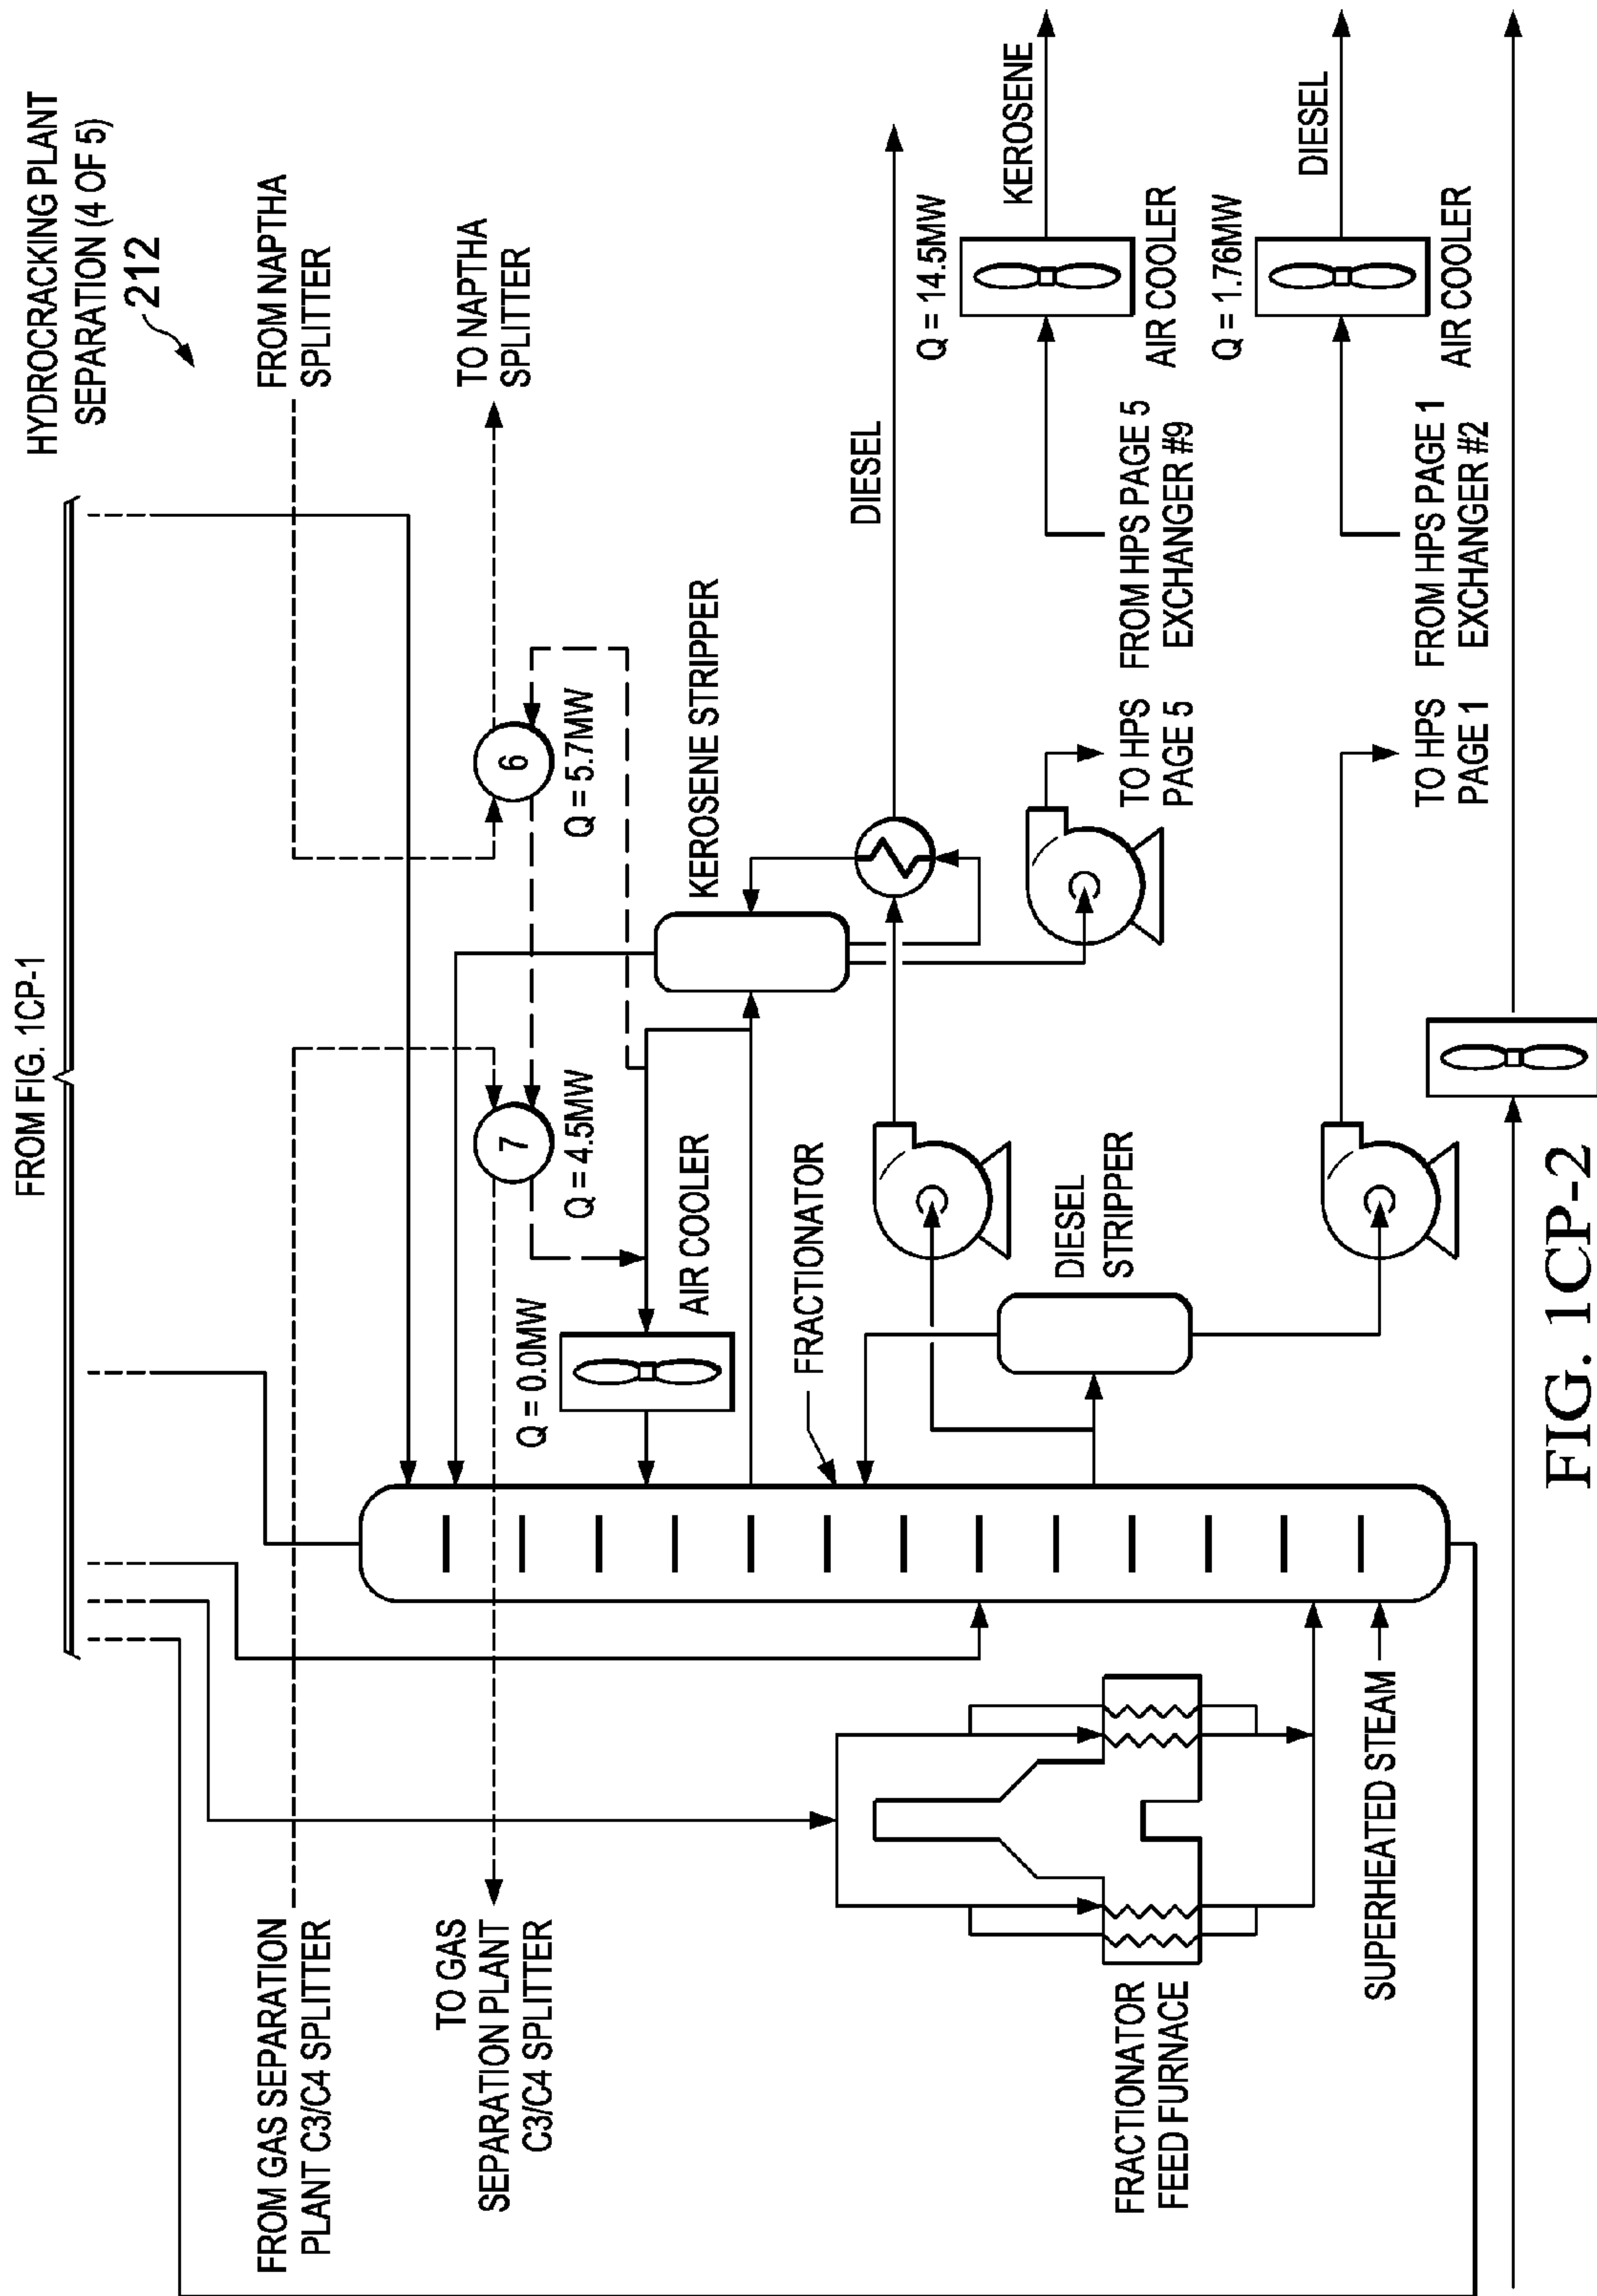 HYDROCRACKING PLANT
SEPARATION (4 OF 5)
212
FROM FIG. 1CP-1
FROM NAPTHA
SPLITTER
TO NAPTHA
SPLITTER
FROM GAS SEPARATION
PLANT C3/C4 SPLITTER
TO GAS
SEPARATION PLANT
C3/C4 SPLITTER
6
Q = 5.7MW
7
Q = 4.5MW
Q = 0.0MW
AIR COOLER
KEROSENE STRIPPER
FRACTIONATOR
DIESEL
Q = 14.5MW
KEROSENE
AIR COOLER
TO HPS
PAGE 5
FROM HPS PAGE 5
EXCHANGER #9
DIESEL
STRIPPER
Q = 1.76MW
DIESEL
AIR COOLER
TO HPS
PAGE 1
FROM HPS PAGE 1
EXCHANGER #2
FRACTIONATOR
FEED FURNACE
SUPERHEATED STEAM
FIG. 1CP-2